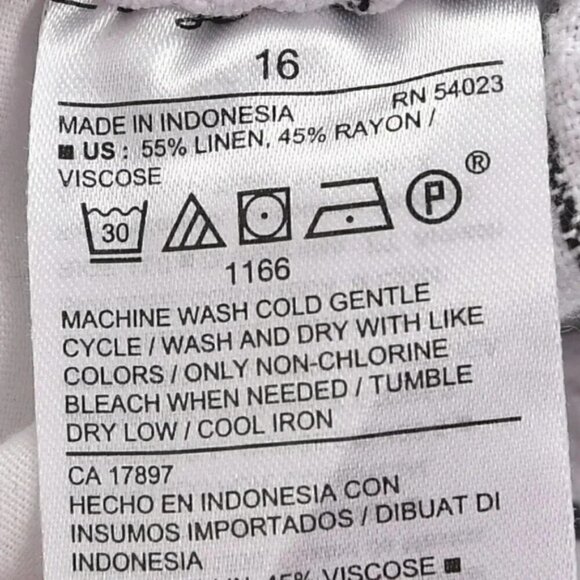 16
RN 54023
MADE IN INDONESIA
US : 55% LINEN, 45% RAYON /
VISCOSE
30
P
®
1166
MACHINE WASH COLD GENTLE
CYCLE / WASH AND DRY WITH LIKE
COLORS / ONLY NON-CHLORINE
BLEACH WHEN NEEDED / TUMBLE
DRY LOW / COOL IRON
CA 17897
HECHO EN INDONESIA CON
INSUMOS IMPORTADOS / DIBUAT DI
INDONESIA
45% VISCOSE